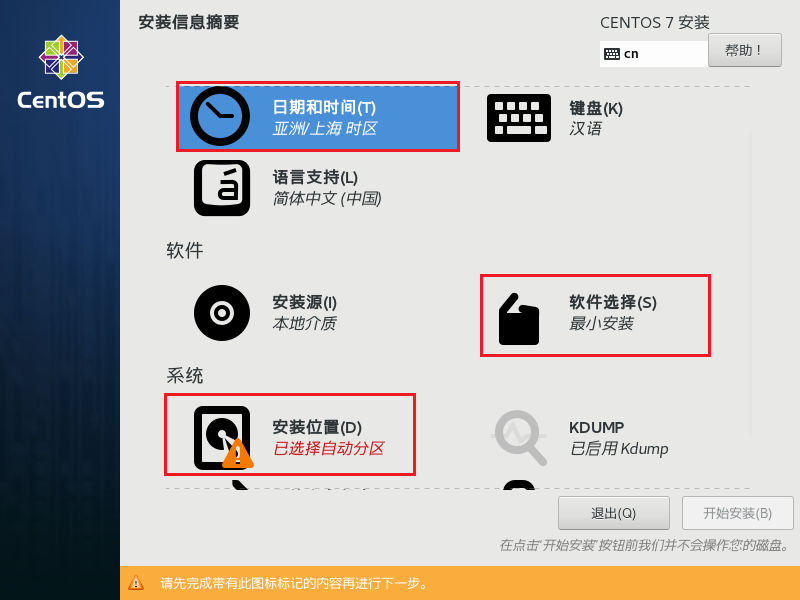 安装信息摘要
CENTOS 7 安装
cn
帮助！
CentOS
日期和时间(T)
亚洲/上海 时区
键盘(K)
汉语
语言支持(L)
简体中文 (中国)
软件
安装源(I)
本地介质
软件选择(S)
最小安装
系统
安装位置(D)
已选择自动分区
KDUMP
已启用 Kdump
退出(Q)
开始安装(B)
在点击'开始安装'按钮前我们并不会操作您的磁盘。
请先完成带有此图标标记的内容再进行下一步。